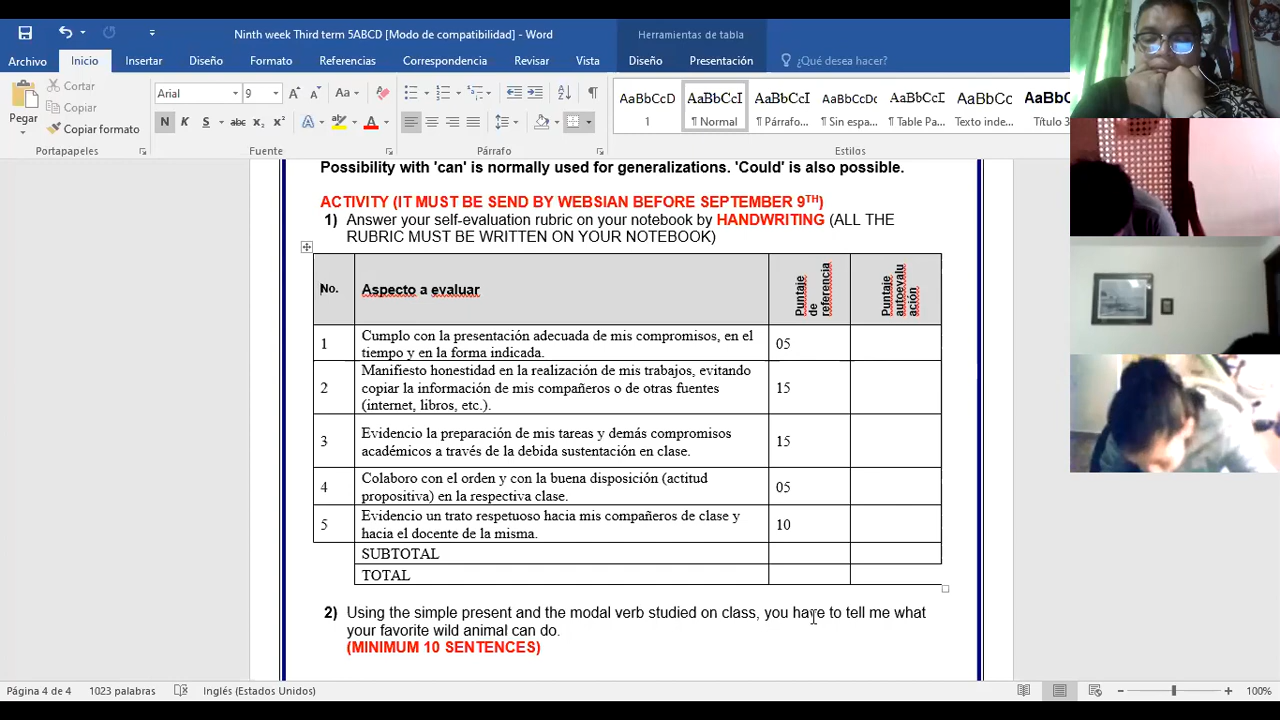 Ninth week Third term 5ABCD [Modo de compatibilidad] - Word
Herramientas de tabla
Archivo
Inicio
Insertar
Diseño
Formato
Referencias
Correspondencia
Revisar
Vista
Diseño
Presentación
¿Qué desea hacer?
Pegar
Cortar
Copiar
Copiar formato
Portapapeles
Arial
9
Aa
N K S abc x₂ x²
A A
Fuente
Párrafo
AaBbCcD
1
AaBbCcI
¶ Normal
AaBbCcI
¶ Párrafo...
AaBbCcD
¶ Sin espa...
AaBbCcD
¶ Table Pa...
AaBbCcD
Texto inde...
AaBbCcI
Título 3
Estilos
Possibility with 'can' is normally used for generalizations. 'Could' is also possible.
ACTIVITY (IT MUST BE SEND BY WEBSIAN BEFORE SEPTEMBER 9TH)
1) Answer your self-evaluation rubric on your notebook by HANDWRITING (ALL THE
RUBRIC MUST BE WRITTEN ON YOUR NOTEBOOK)
No.
Aspecto a evaluar
Puntaje
de
referencia
Puntaje
autoevalu
ación
1
Cumplo con la presentación adecuada de mis compromisos, en el
tiempo y en la forma indicada.
05
2
Manifiesto honestidad en la realización de mis trabajos, evitando
copiar la información de mis compañeros o de otras fuentes
(internet, libros, etc.).
15
3
Evidencio la preparación de mis tareas y demás compromisos
académicos a través de la debida sustentación en clase.
15
4
Colaboro con el orden y con la buena disposición (actitud
propositiva) en la respectiva clase.
05
5
Evidencio un trato respetuoso hacia mis compañeros de clase y
hacia el docente de la misma.
10
SUBTOTAL
TOTAL
2) Using the simple present and the modal verb studied on class, you have to tell me what
your favorite wild animal can do.
(MINIMUM 10 SENTENCES)
Página 4 de 4
1023 palabras
Inglés (Estados Unidos)
100%